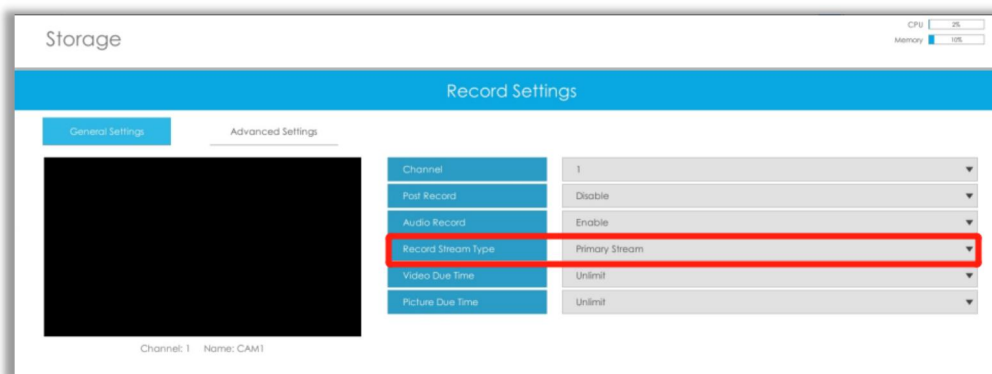 Storage
CPU 2%
Memory 10%
Record Settings
General Settings Advanced Settings
Channel 1
Post Record Disable
Audio Record Enable
Record Stream Type Primary Stream
Video Due Time Unlimit
Picture Due Time Unlimit
Channel: 1 Name: CAM1